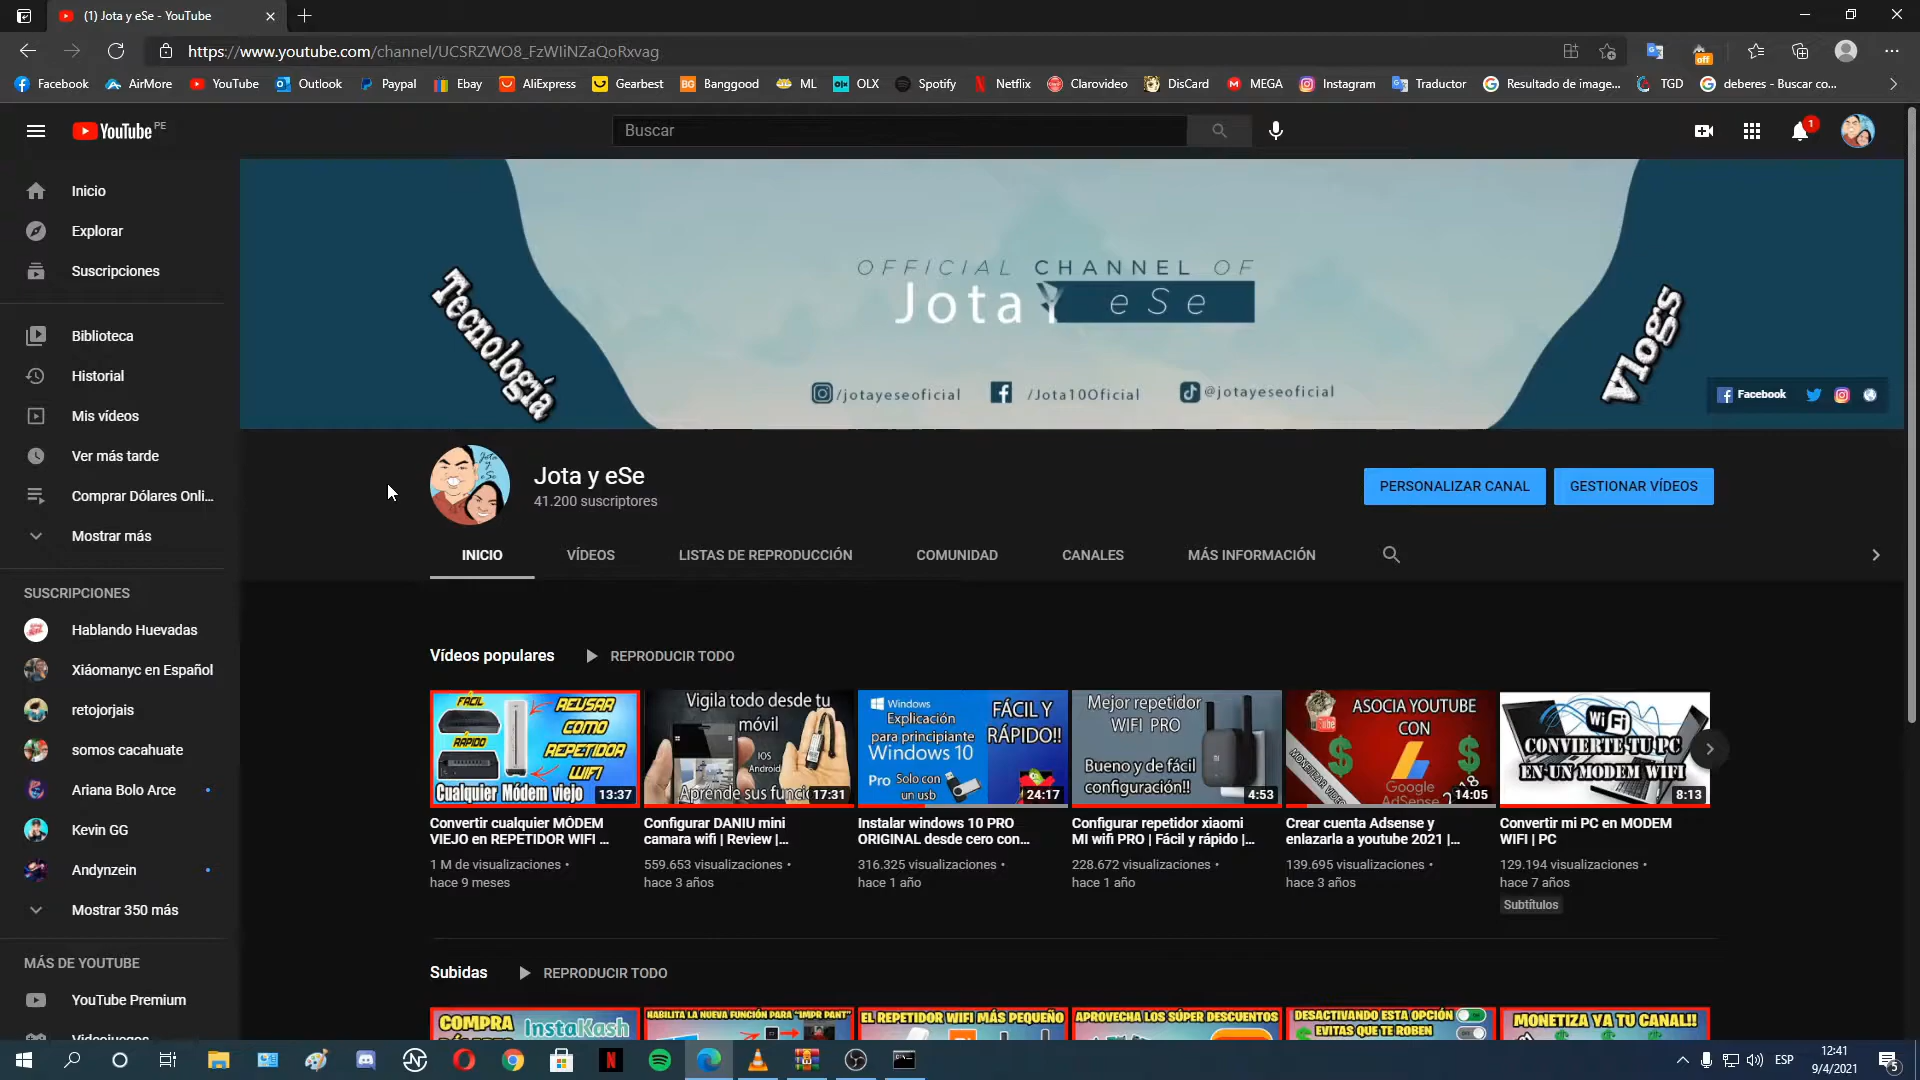 (1) Jota y eSe - YouTube
https://www.youtube.com/channel/UCSRZWO8_FzWIiNZaQoRxvag
off
Facebook AirMore YouTube Outlook Paypal Ebay AliExpress Gearbest Banggood ML OLX Spotify Netflix Clarovideo DisCard MEGA Instagram Traductor Resultado de image... TGD deberes - Buscar co...
YouTube PE
Buscar
1
Inicio
Explorar
Suscripciones
Biblioteca
Historial
Mis vídeos
Ver más tarde
Comprar Dólares Onli...
Mostrar más
SUSCRIPCIONES
Hablando Huevadas
Xiáomanyc en Español
retojorjais
somos cacahuate
Ariana Bolo Arce
Kevin GG
Andynzein
Mostrar 350 más
MÁS DE YOUTUBE
YouTube Premium
Videojuegos
Tecnología
OFFICIAL CHANNEL OF
Jota Y eSe
/jotayeseoficial /Jota10Oficial @jotayeseoficial
Vlogs
Facebook
Jota y eSe
41.200 suscriptores
PERSONALIZAR CANAL GESTIONAR VÍDEOS
INICIO VÍDEOS LISTAS DE REPRODUCCIÓN COMUNIDAD CANALES MÁS INFORMACIÓN
Vídeos populares REPRODUCIR TODO
FÁCIL
RÁPIDO
REUSAR
COMO
REPETIDOR
WIFI
Cualquier Módem viejo
13:37
Convertir cualquier MÓDEM
VIEJO en REPETIDOR WIFI ...
1 M de visualizaciones •
hace 9 meses
Vigila todo desde tu
móvil
IOS
Android
Aprende sus funci
17:31
Configurar DANIU mini
camara wifi | Review |...
559.653 visualizaciones •
hace 3 años
Windows
Explicación
para principiante
Windows 10
Pro Solo con
un usb
FÁCIL Y
RÁPIDO!!
24:17
Instalar windows 10 PRO
ORIGINAL desde cero con...
316.325 visualizaciones •
hace 1 año
Mejor repetidor
WIFI PRO
Bueno y de fácil
configuración!!
4:53
Configurar repetidor xiaomi
MI wifi PRO | Fácil y rápido |...
228.672 visualizaciones •
hace 1 año
ASOCIA YOUTUBE
CON
Google
AdSense
14:05
Crear cuenta Adsense y
enlazarla a youtube 2021 |...
139.695 visualizaciones •
hace 3 años
WiFi
CONVIERTE TU PC
EN UN MODEM WIFI
8:13
Convertir mi PC en MODEM
WIFI | PC
129.194 visualizaciones •
hace 7 años
Subtítulos
Subidas REPRODUCIR TODO
COMPRA
InstaKash
HABILITA LA NUEVA FUNCIÓN PARA "IMPR PANT"
EL REPETIDOR WIFI MÁS PEQUEÑO
APROVECHA LOS SÚPER DESCUENTOS
DESACTIVANDO ESTA OPCIÓN
EVITAS QUE TE ROBEN
MONETIZA YA TU CANAL!!
ESP
12:41
9/4/2021
5